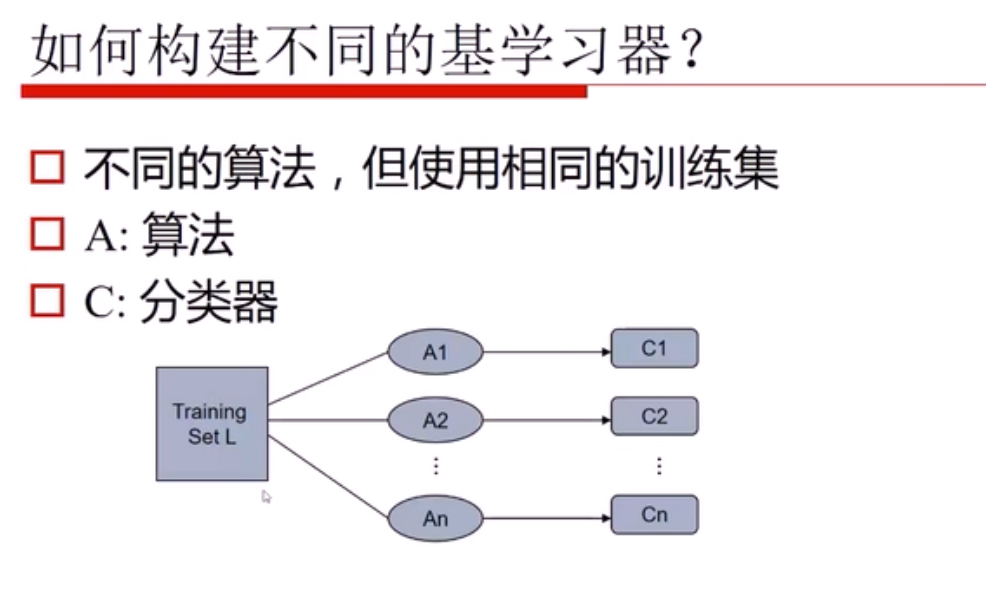 如何构建不同的基学习器？
不同的算法，但使用相同的训练集
A: 算法
C: 分类器
Training
Set L
A1
C1
A2
C2
⋮
⋮
An
Cn